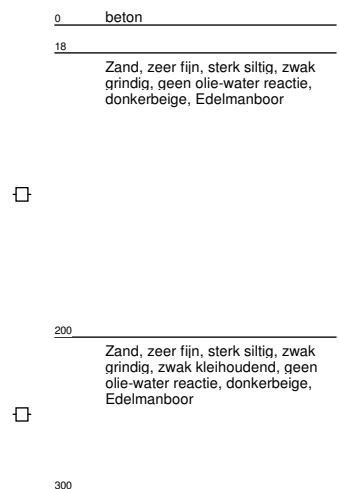 0 beton
18
Zand, zeer fijn, sterk siltig, zwak
grindig, geen olie-water reactie,
donkerbeige, Edelmanboor
200
Zand, zeer fijn, sterk siltig, zwak
grindig, zwak kleihoudend, geen
olie-water reactie, donkerbeige,
Edelmanboor
300